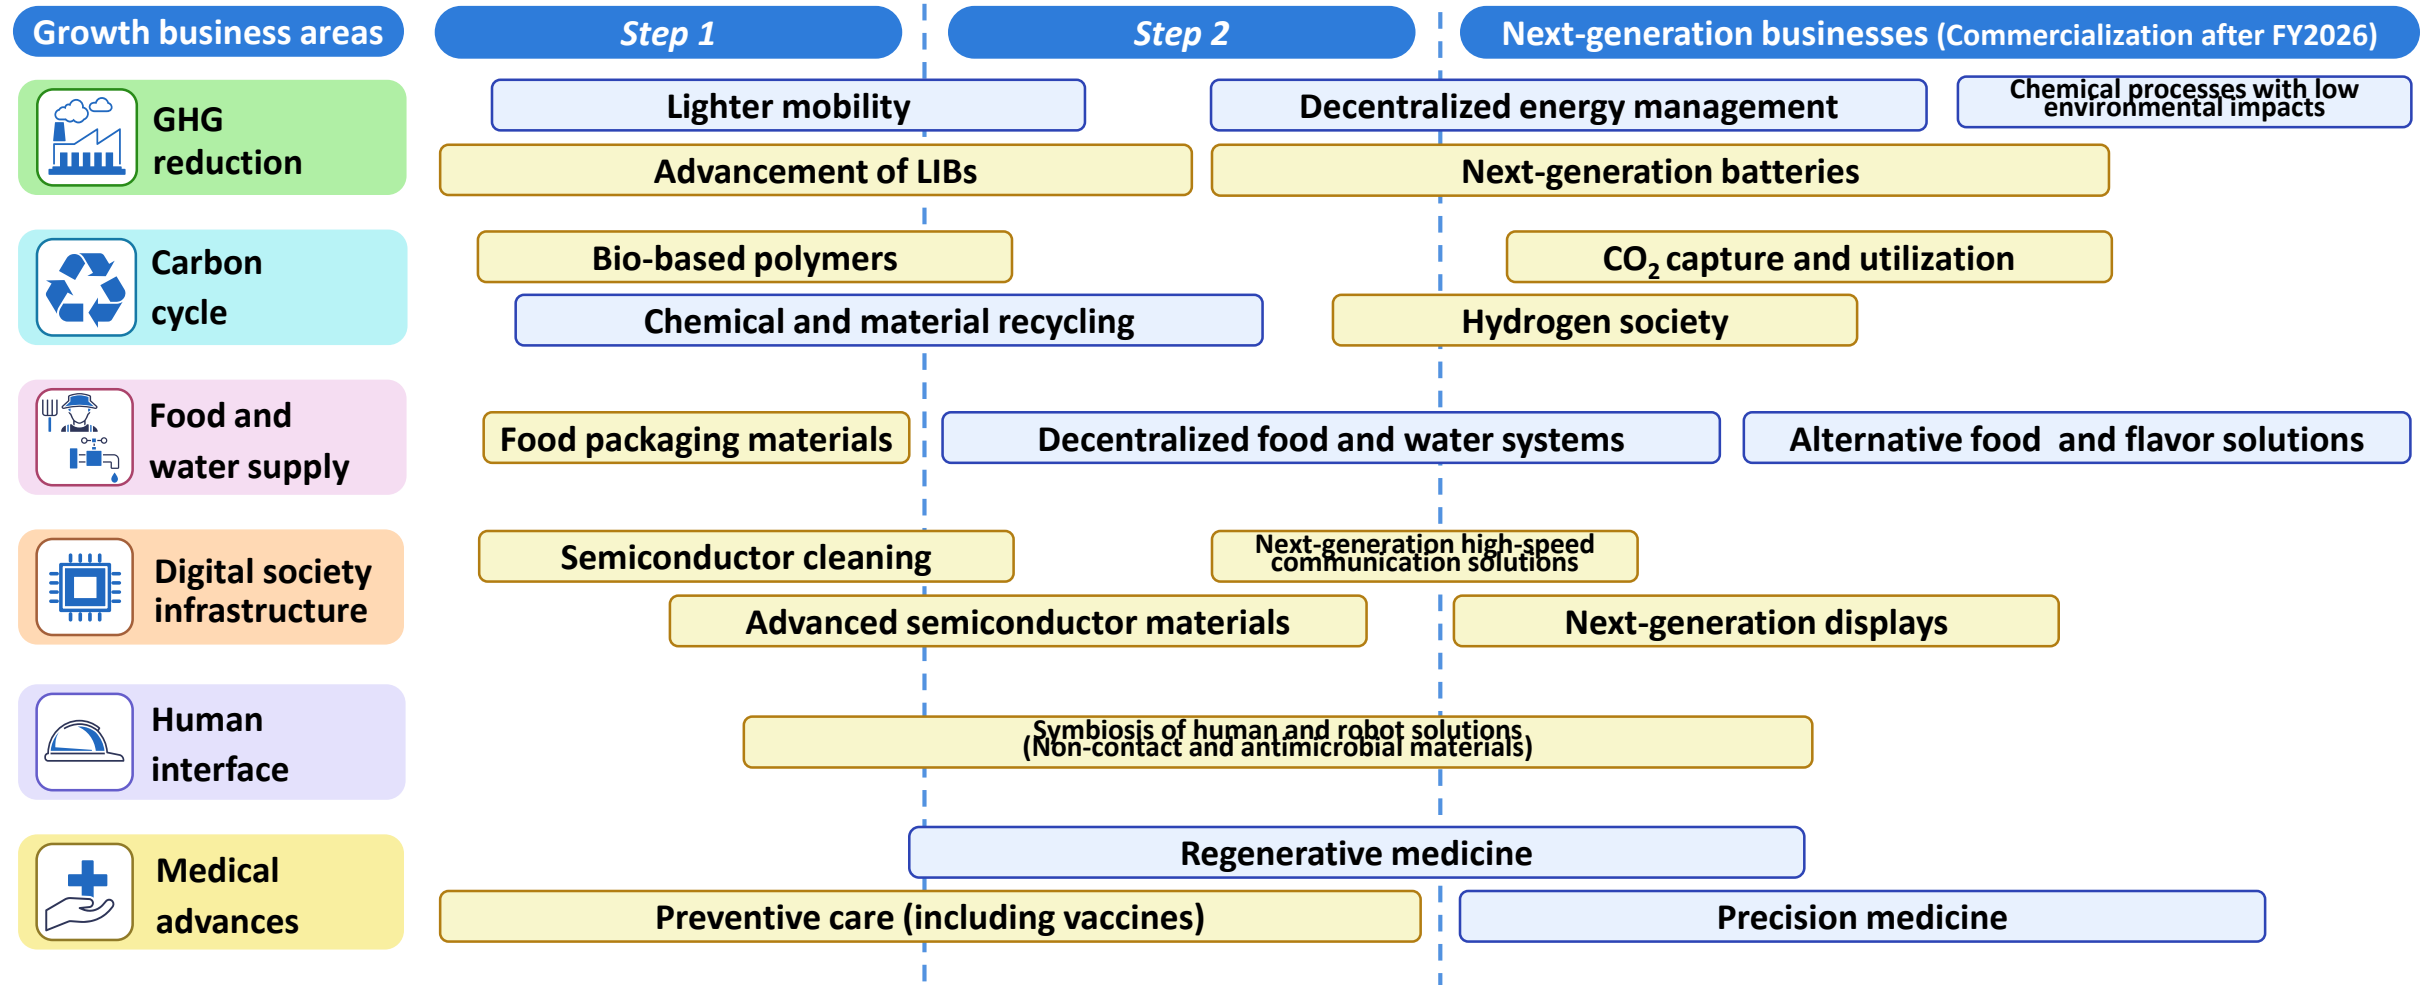 Growth business areas
Step 1
Step 2
Next-generation businesses (Commercialization after FY2026)
GHG
reduction
Lighter mobility
Decentralized energy management
Chemical processes with low
environmental impacts
Advancement of LIBs
Next-generation batteries
Carbon
cycle
Bio-based polymers
CO₂ capture and utilization
Chemical and material recycling
Hydrogen society
Food and
water supply
Food packaging materials
Decentralized food and water systems
Alternative food and flavor solutions
Digital society
infrastructure
Semiconductor cleaning
Next-generation high-speed
communication solutions
Advanced semiconductor materials
Next-generation displays
Human
interface
Symbiosis of human and robot solutions
(Non-contact and antimicrobial materials)
Medical
advances
Regenerative medicine
Preventive care (including vaccines)
Precision medicine